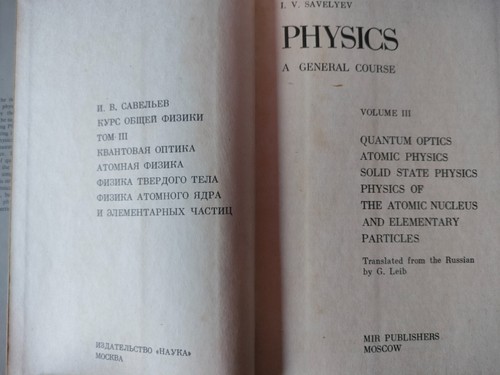 И. В. САВЕЛЬЕВ
КУРС ОБЩЕЙ ФИЗИКИ
ТОМ III
КВАНТОВАЯ ОПТИКА
АТОМНАЯ ФИЗИКА
ФИЗИКА ТВЕРДОГО ТЕЛА
ФИЗИКА АТОМНОГО ЯДРА
И ЭЛЕМЕНТАРНЫХ ЧАСТИЦ
ИЗДАТЕЛЬСТВО «НАУКА»
МОСКВА
I. V. SAVELYEV
PHYSICS
A GENERAL COURSE
VOLUME III
QUANTUM OPTICS
ATOMIC PHYSICS
SOLID STATE PHYSICS
PHYSICS OF
THE ATOMIC NUCLEUS
AND ELEMENTARY
PARTICLES
Translated from the Russian
by G. Leib
MIR PUBLISHERS
MOSCOW